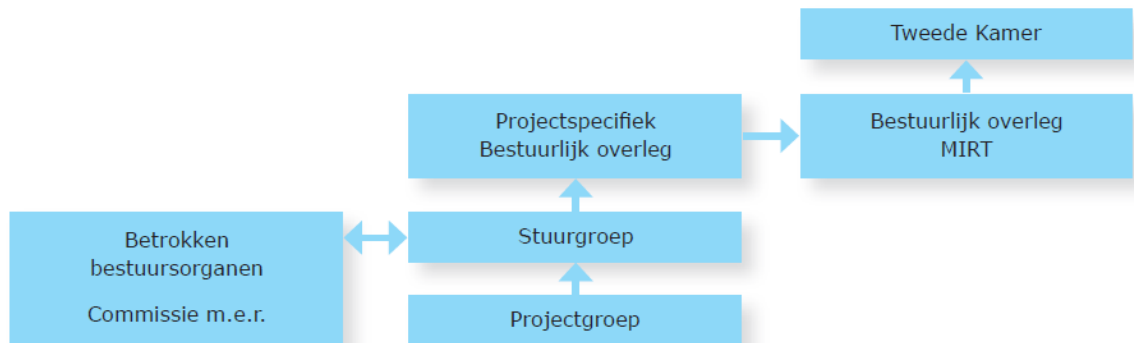 Tweede Kamer
Projectspecifiek
Bestuurlijk overleg
Bestuurlijk overleg
MIRT
Betrokken
bestuursorganen
Commissie m.e.r.
Stuurgroep
Projectgroep